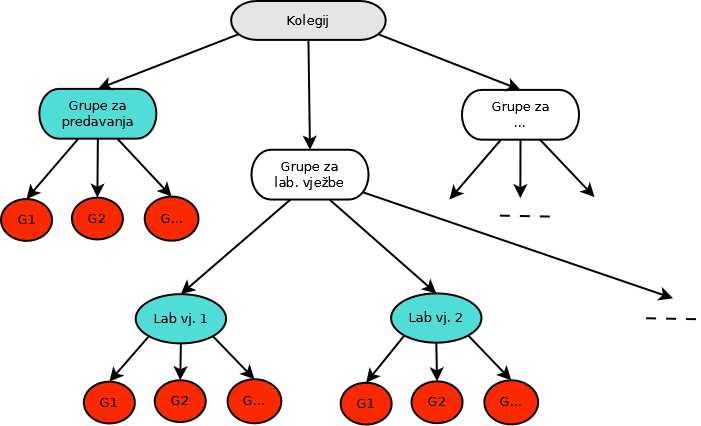 Kolegij
Grupe za
predavanja
Grupe za
...
Grupe za
lab. vježbe
G1
G2
G...
Lab vj. 1
Lab vj. 2
G1
G2
G...
G1
G2
G...